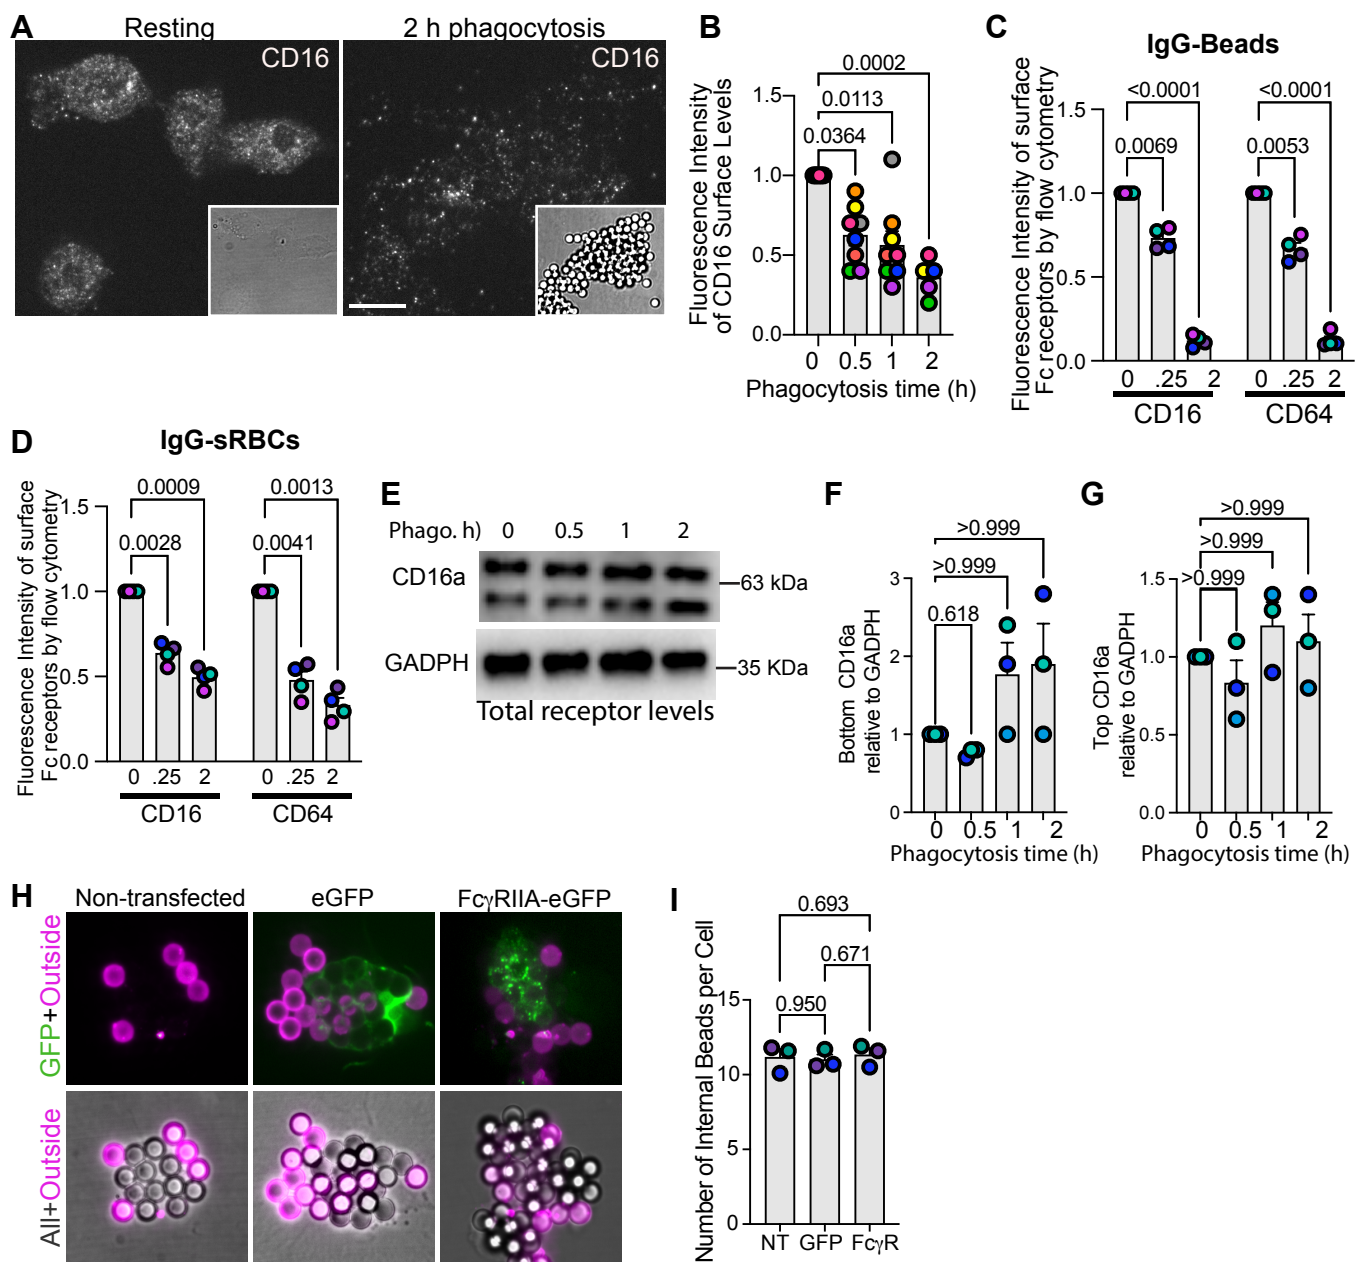 A
Resting
2 h phagocytosis
CD16
CD16
B
Fluorescence Intensity
of CD16 Surface Levels
1.5
1.0
0.5
0.0
0.0002
0.0113
0.0364
0 0.5 1 2
Phagocytosis time (h)
C
IgG-Beads
Fluorescence Intensity of surface
Fc receptors by flow cytometry
1.5
1.0
0.5
0.0
<0.0001
0.0069
<0.0001
0.0053
0 .25 2 0 .25 2
CD16 CD64
D
IgG-sRBCs
Fluorescence Intensity of surface
Fc receptors by flow cytometry
1.5
1.0
0.5
0.0
0.0009
0.0028
0.0013
0.0041
0 .25 2 0 .25 2
CD16 CD64
E
Phago. h) 0 0.5 1 2
CD16a
63 kDa
GADPH
35 KDa
Total receptor levels
F
Bottom CD16a
relative to GADPH
3
2
1
0
>0.999
>0.999
0.618
0 0.5 1 2
Phagocytosis time (h)
G
Top CD16a
relative to GADPH
1.5
1.0
0.5
0.0
>0.999
>0.999
>0.999
0 0.5 1 2
Phagocytosis time (h)
H
Non-transfected
eGFP
FcγRIIA-eGFP
GFP+Outside
All+Outside
I
Number of Internal Beads per Cell
15
10
5
0
0.693
0.671
0.950
NT GFP FcγR